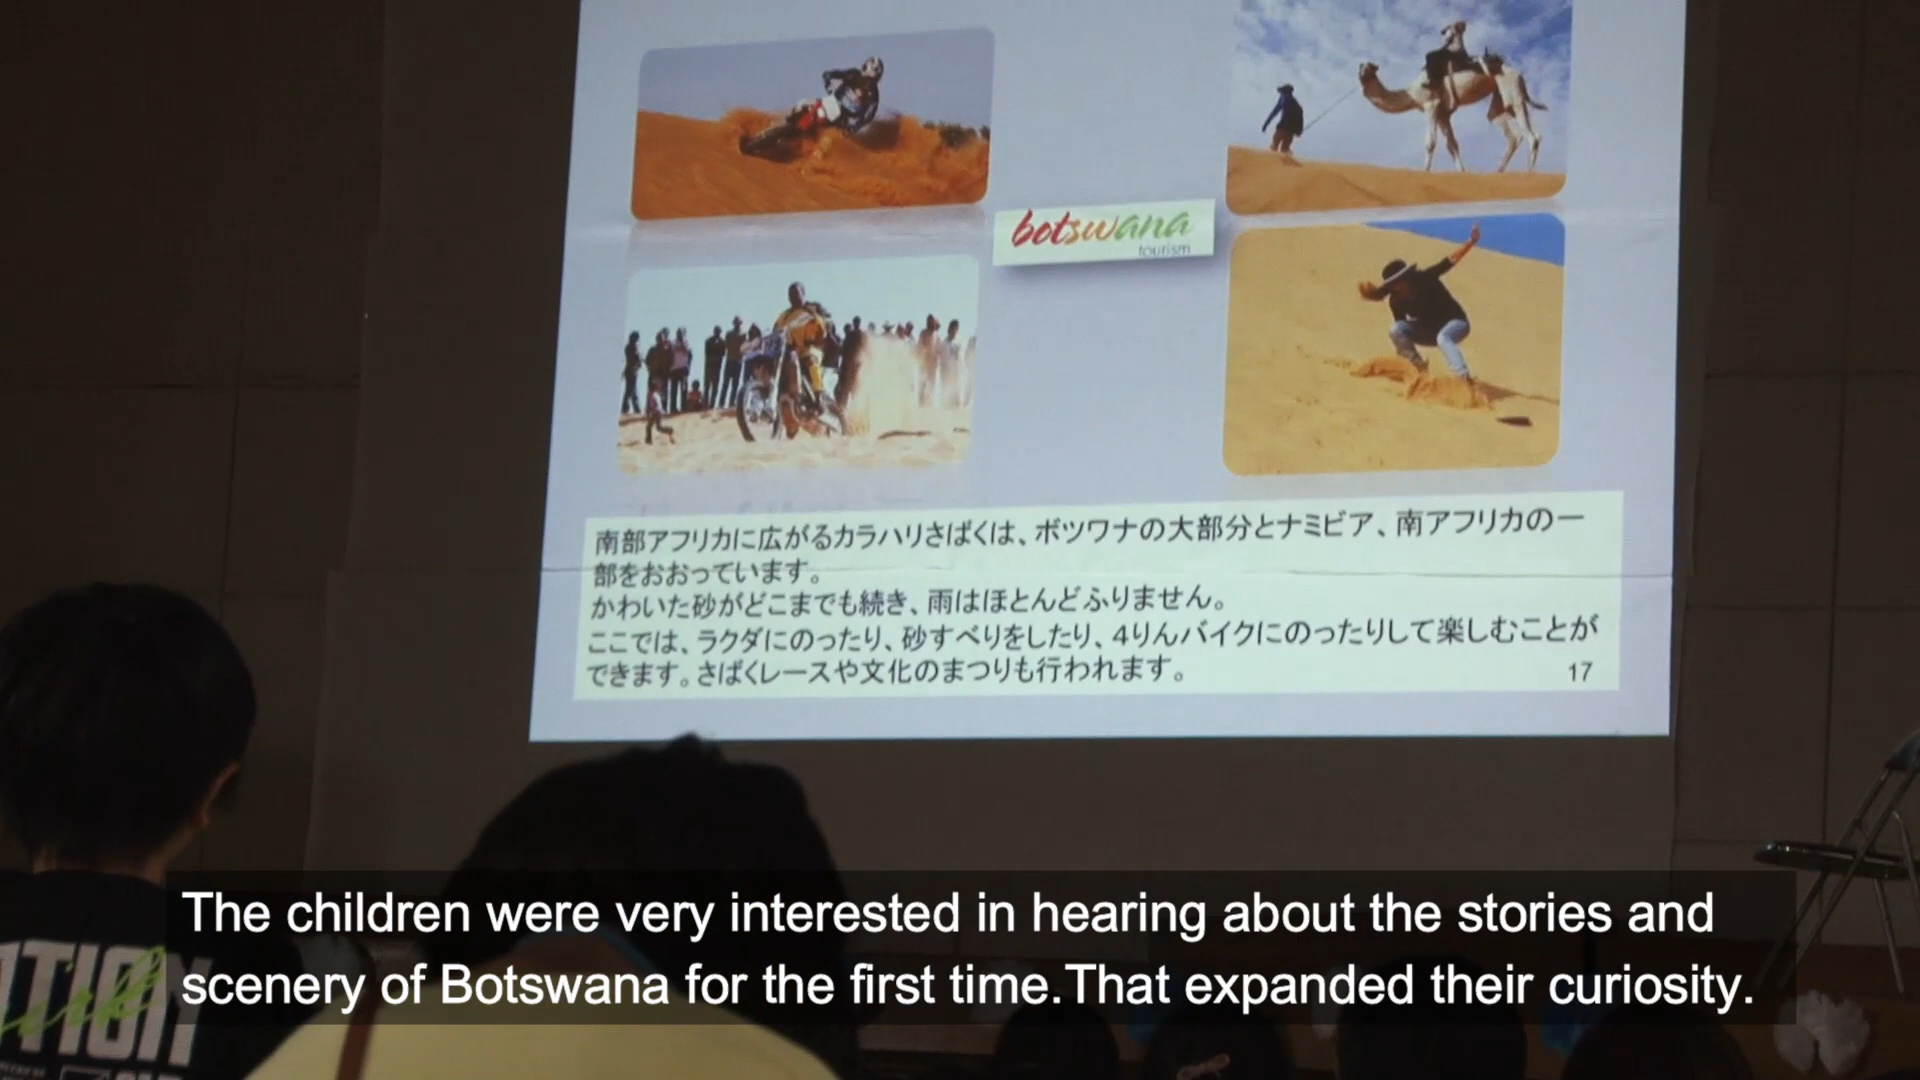 botswana
tourism
南部アフリカに広がるカラハリさばくは、ボツワナの大部分とナミビア、南アフリカの一
部をおおっています。
かわいた砂がどこまでも続き、雨はほとんどふりません。
ここでは、ラクダにのったり、砂すべりをしたり、4りんバイクにのったりして楽しむことが
できます。さばくレースや文化のまつりも行われます。
17
The children were very interested in hearing about the stories and
scenery of Botswana for the first time.That expanded their curiosity.